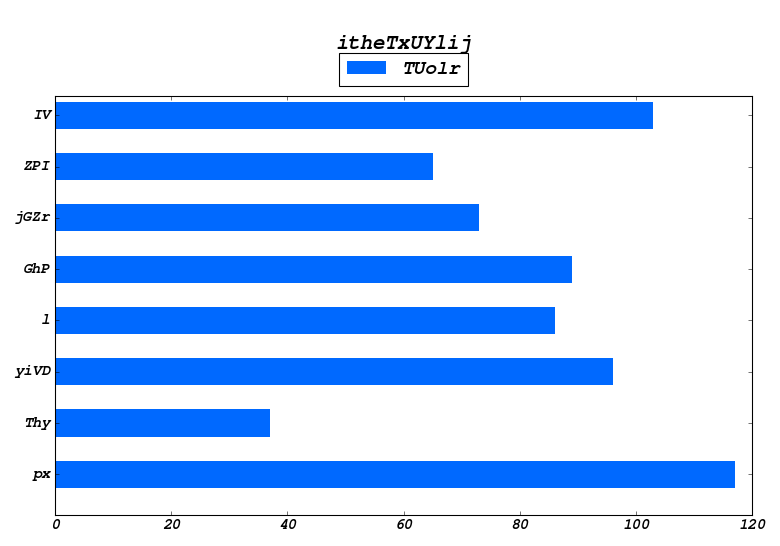 itheTxUYlij
TUolr
IV
ZPI
jGZr
GhP
l
yiVD
Thy
px
0 20 40 60 80 100 120